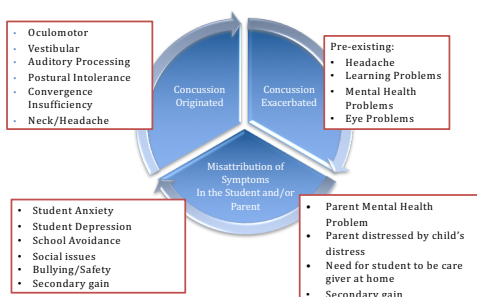 • Oculomotor
• Vestibular
• Auditory Processing
• Postural Intolerance
• Convergence
Insufficiency
• Neck/Headache
Concussion
Originated
Concussion
Exacerbated
Pre-existing:
• Headache
• Learning Problems
• Mental Health
Problems
• Eye Problems
Misattribution of
Symptoms
In the Student and/or
Parent
• Student Anxiety
• Student Depression
• School Avoidance
• Social issues
• Bullying/Safety
• Secondary gain
• Parent Mental Health
Problem
• Parent distressed by child's
distress
• Need for student to be care
giver at home
• Secondary gain